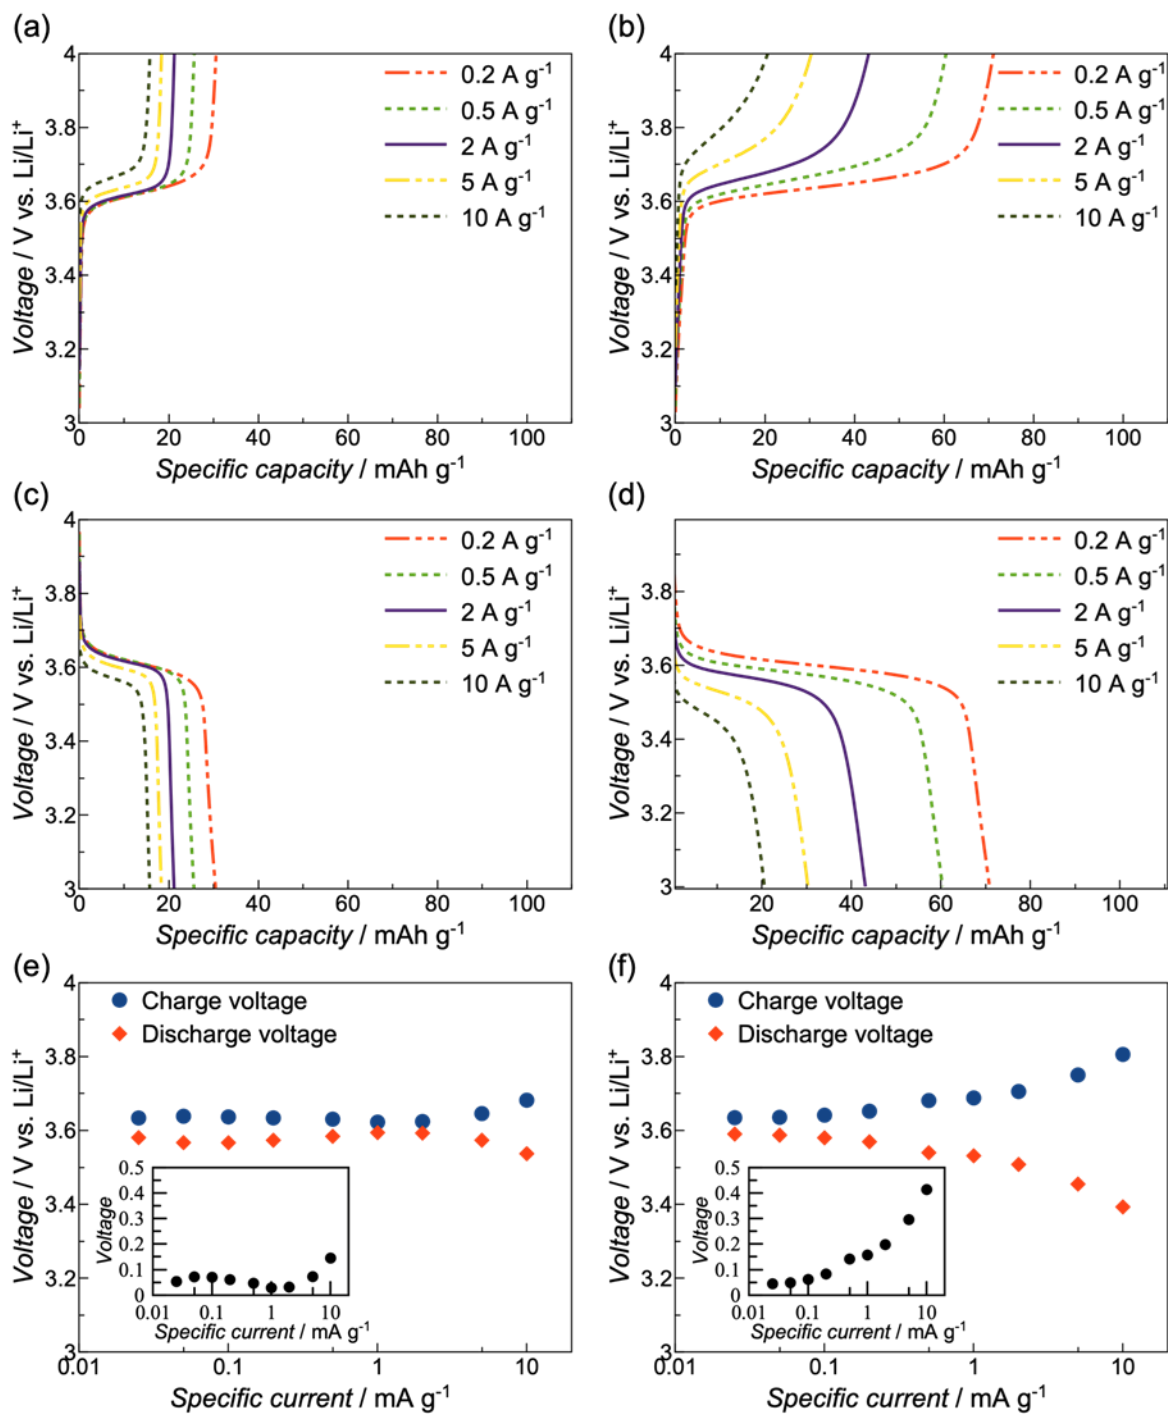 (a)
4
3.8
3.6
3.4
3.2
3
Voltage / V vs. Li/Li⁺
0.2 A g⁻¹
0.5 A g⁻¹
2 A g⁻¹
5 A g⁻¹
10 A g⁻¹
0 20 40 60 80 100
Specific capacity / mAh g⁻¹
(b)
4
3.8
3.6
3.4
3.2
3
Voltage / V vs. Li/Li⁺
0.2 A g⁻¹
0.5 A g⁻¹
2 A g⁻¹
5 A g⁻¹
10 A g⁻¹
0 20 40 60 80 100
Specific capacity / mAh g⁻¹
(c)
4
3.8
3.6
3.4
3.2
3
Voltage / V vs. Li/Li⁺
0.2 A g⁻¹
0.5 A g⁻¹
2 A g⁻¹
5 A g⁻¹
10 A g⁻¹
0 20 40 60 80 100
Specific capacity / mAh g⁻¹
(d)
4
3.8
3.6
3.4
3.2
3
Voltage / V vs. Li/Li⁺
0.2 A g⁻¹
0.5 A g⁻¹
2 A g⁻¹
5 A g⁻¹
10 A g⁻¹
20 40 60 80 100
Specific capacity / mAh g⁻¹
(e)
4
3.8
3.6
3.4
3.2
3
Voltage / V vs. Li/Li⁺
Charge voltage
Discharge voltage
0.5
0.4
0.3
0.2
0.1
0
Voltage
0.01 0.1 1 10
Specific current / mA g⁻¹
0.01 0.1 1 10
Specific current / mA g⁻¹
(f)
4
3.8
3.6
3.4
3.2
3
Voltage / V vs. Li/Li⁺
Charge voltage
Discharge voltage
0.5
0.4
0.3
0.2
0.1
0
Voltage
0.01 0.1 1 10
Specific current / mA g⁻¹
0.01 0.1 1 10
Specific current / mA g⁻¹